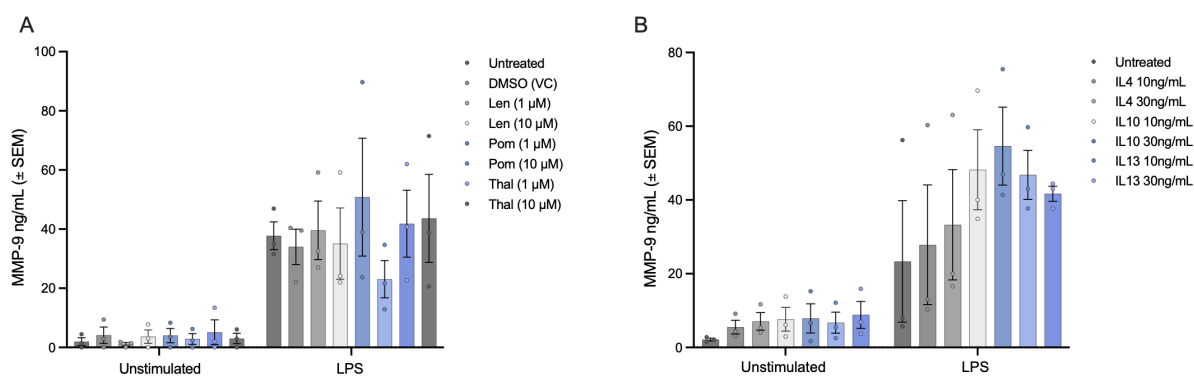 A
MMP-9 ng/mL (± SEM)
100
80
60
40
20
0
Unstimulated
LPS
Untreated
DMSO (VC)
Len (1 µM)
Len (10 µM)
Pom (1 µM)
Pom (10 µM)
Thal (1 µM)
Thal (10 µM)
B
MMP-9 ng/mL (± SEM)
80
60
40
20
0
Unstimulated
LPS
Untreated
IL4 10ng/mL
IL4 30ng/mL
IL10 10ng/mL
IL10 30ng/mL
IL13 10ng/mL
IL13 30ng/mL